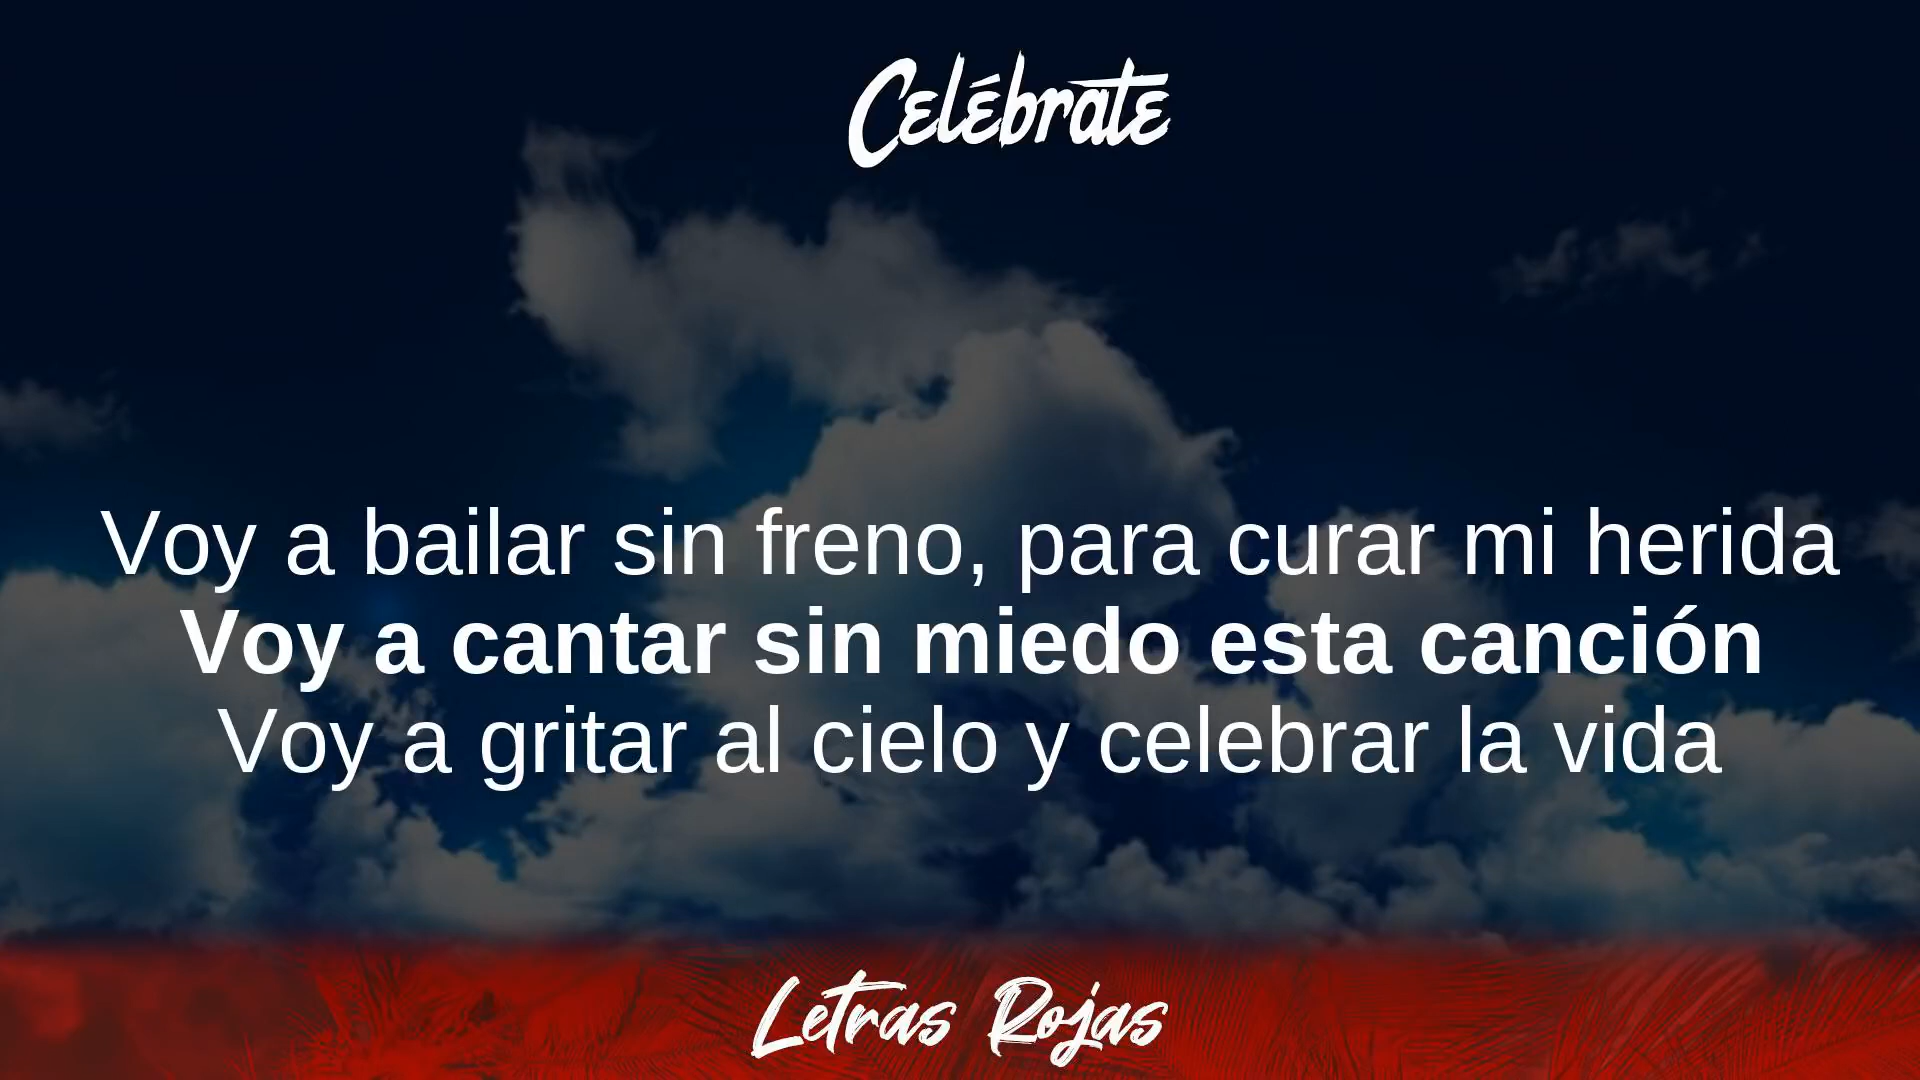 Celébrate
Voy a bailar sin freno, para curar mi herida
Voy a cantar sin miedo esta canción
Voy a gritar al cielo y celebrar la vida
Letras Rojas